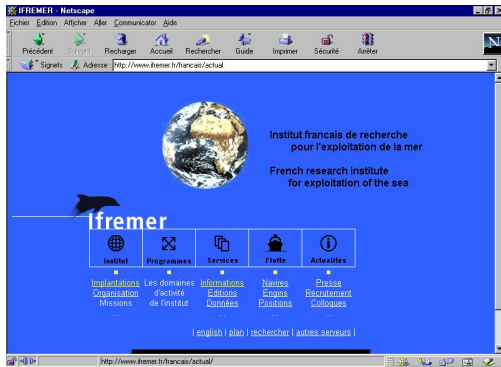 IFREMER - Netscape
Fichier Edition Afficher Aller Communicator Aide
Précédent Suivant Recharger Accueil Rechercher Guide Imprimer Sécurité Arrêter
N
Signets Adresse : http://www.ifremer.fr/francais/actual
Institut francais de recherche
pour l'exploitation de la mer
French research institute
for exploitation of the sea
Ifremer
Institut Programmes Services Flotte Actualités
Implantations Les domaines Informations Navires Presse
Organisation d'activité Editions Engins Recrutement
Missions de l'institut Données Positions Colloques
... ... ... ...
| english | plan | rechercher | autres serveurs |
http://www.ifremer.fr/francais/actual/